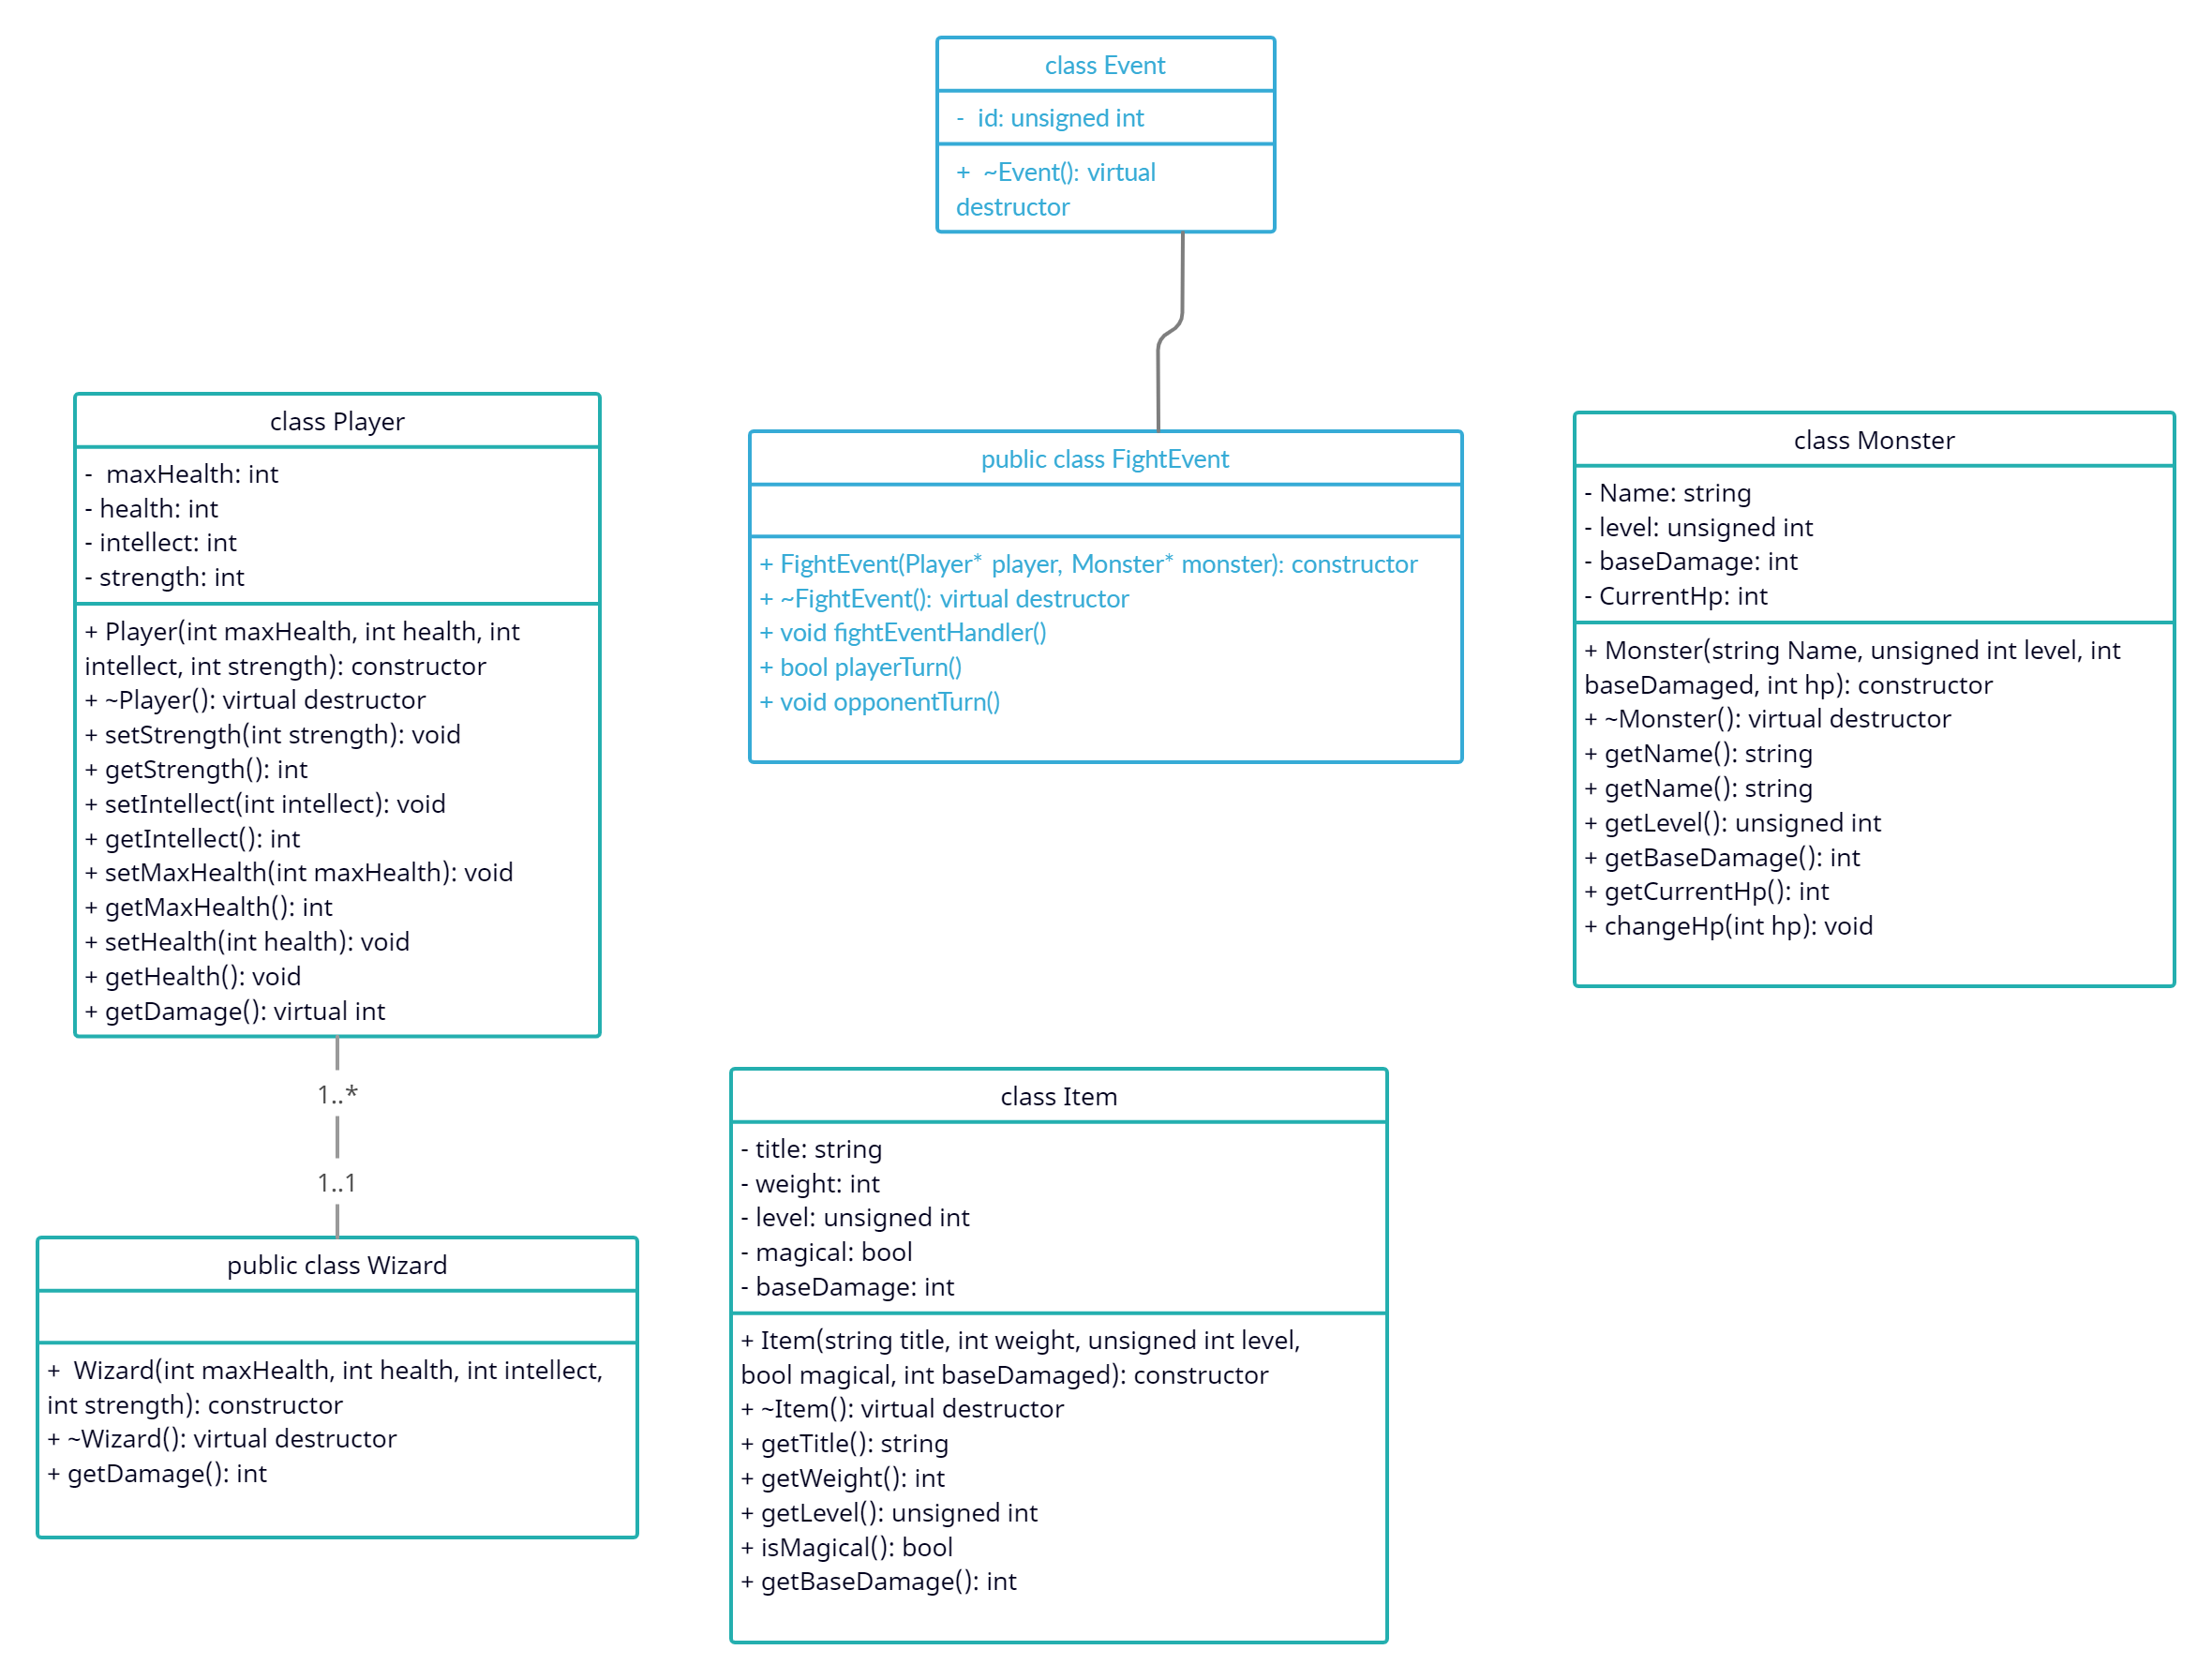 class Event
-  id: unsigned int
+  ~Event(): virtual
destructor
class Player
-  maxHealth: int
- health: int
- intellect: int
- strength: int
+ Player(int maxHealth, int health, int
intellect, int strength): constructor
+ ~Player(): virtual destructor
+ setStrength(int strength): void
+ getStrength(): int
+ setIntellect(int intellect): void
+ getIntellect(): int
+ setMaxHealth(int maxHealth): void
+ getMaxHealth(): int
+ setHealth(int health): void
+ getHealth(): void
+ getDamage(): virtual int
public class FightEvent
+ FightEvent(Player* player, Monster* monster): constructor
+ ~FightEvent(): virtual destructor
+ void fightEventHandler()
+ bool playerTurn()
+ void opponentTurn()
class Monster
- Name: string
- level: unsigned int
- baseDamage: int
- CurrentHp: int
+ Monster(string Name, unsigned int level, int
baseDamaged, int hp): constructor
+ ~Monster(): virtual destructor
+ getName(): string
+ getName(): string
+ getLevel(): unsigned int
+ getBaseDamage(): int
+ getCurrentHp(): int
+ changeHp(int hp): void
1..*
1..1
public class Wizard
+  Wizard(int maxHealth, int health, int intellect,
int strength): constructor
+ ~Wizard(): virtual destructor
+ getDamage(): int
class Item
- title: string
- weight: int
- level: unsigned int
- magical: bool
- baseDamage: int
+ Item(string title, int weight, unsigned int level,
bool magical, int baseDamaged): constructor
+ ~Item(): virtual destructor
+ getTitle(): string
+ getWeight(): int
+ getLevel(): unsigned int
+ isMagical(): bool
+ getBaseDamage(): int